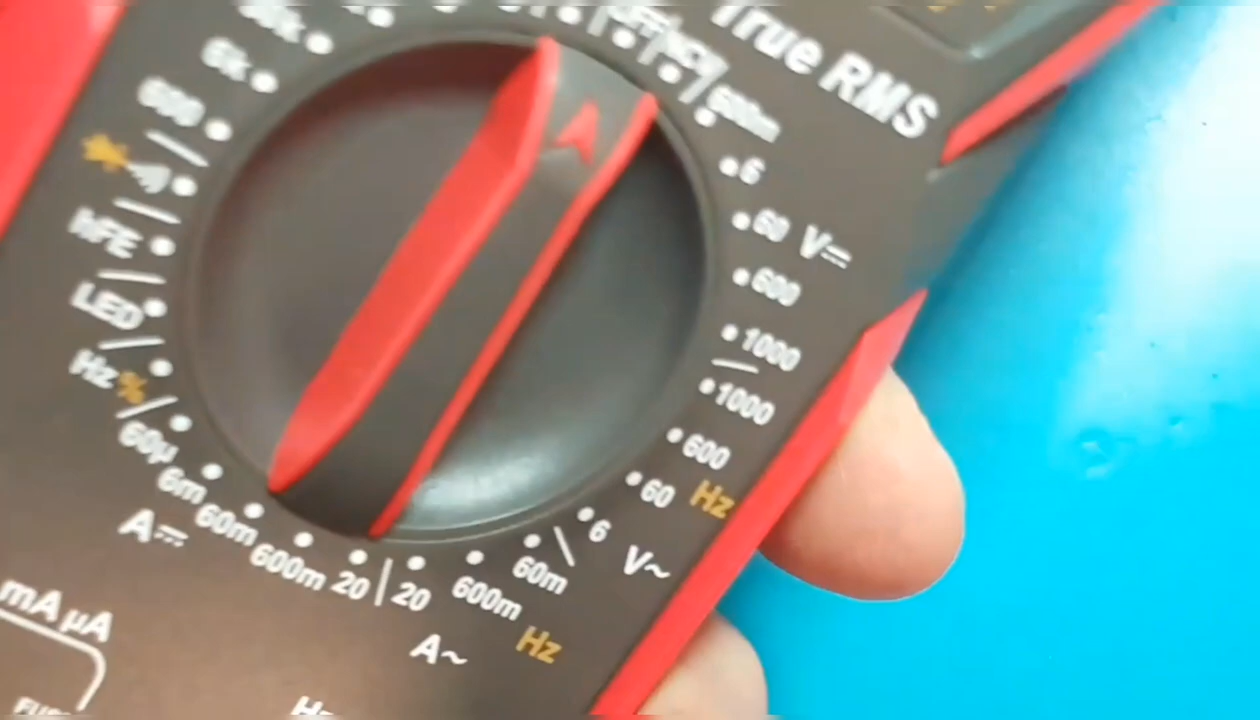 True RMS
6k
600
hFE
LED
Hz %
60μ
6m
60m
600m
20
A⎓
20
600m
60m
Hz
A~
6
60
600
1000
Hz
V~
1000
600
60
6
600m
V⎓
OFF
mA μA